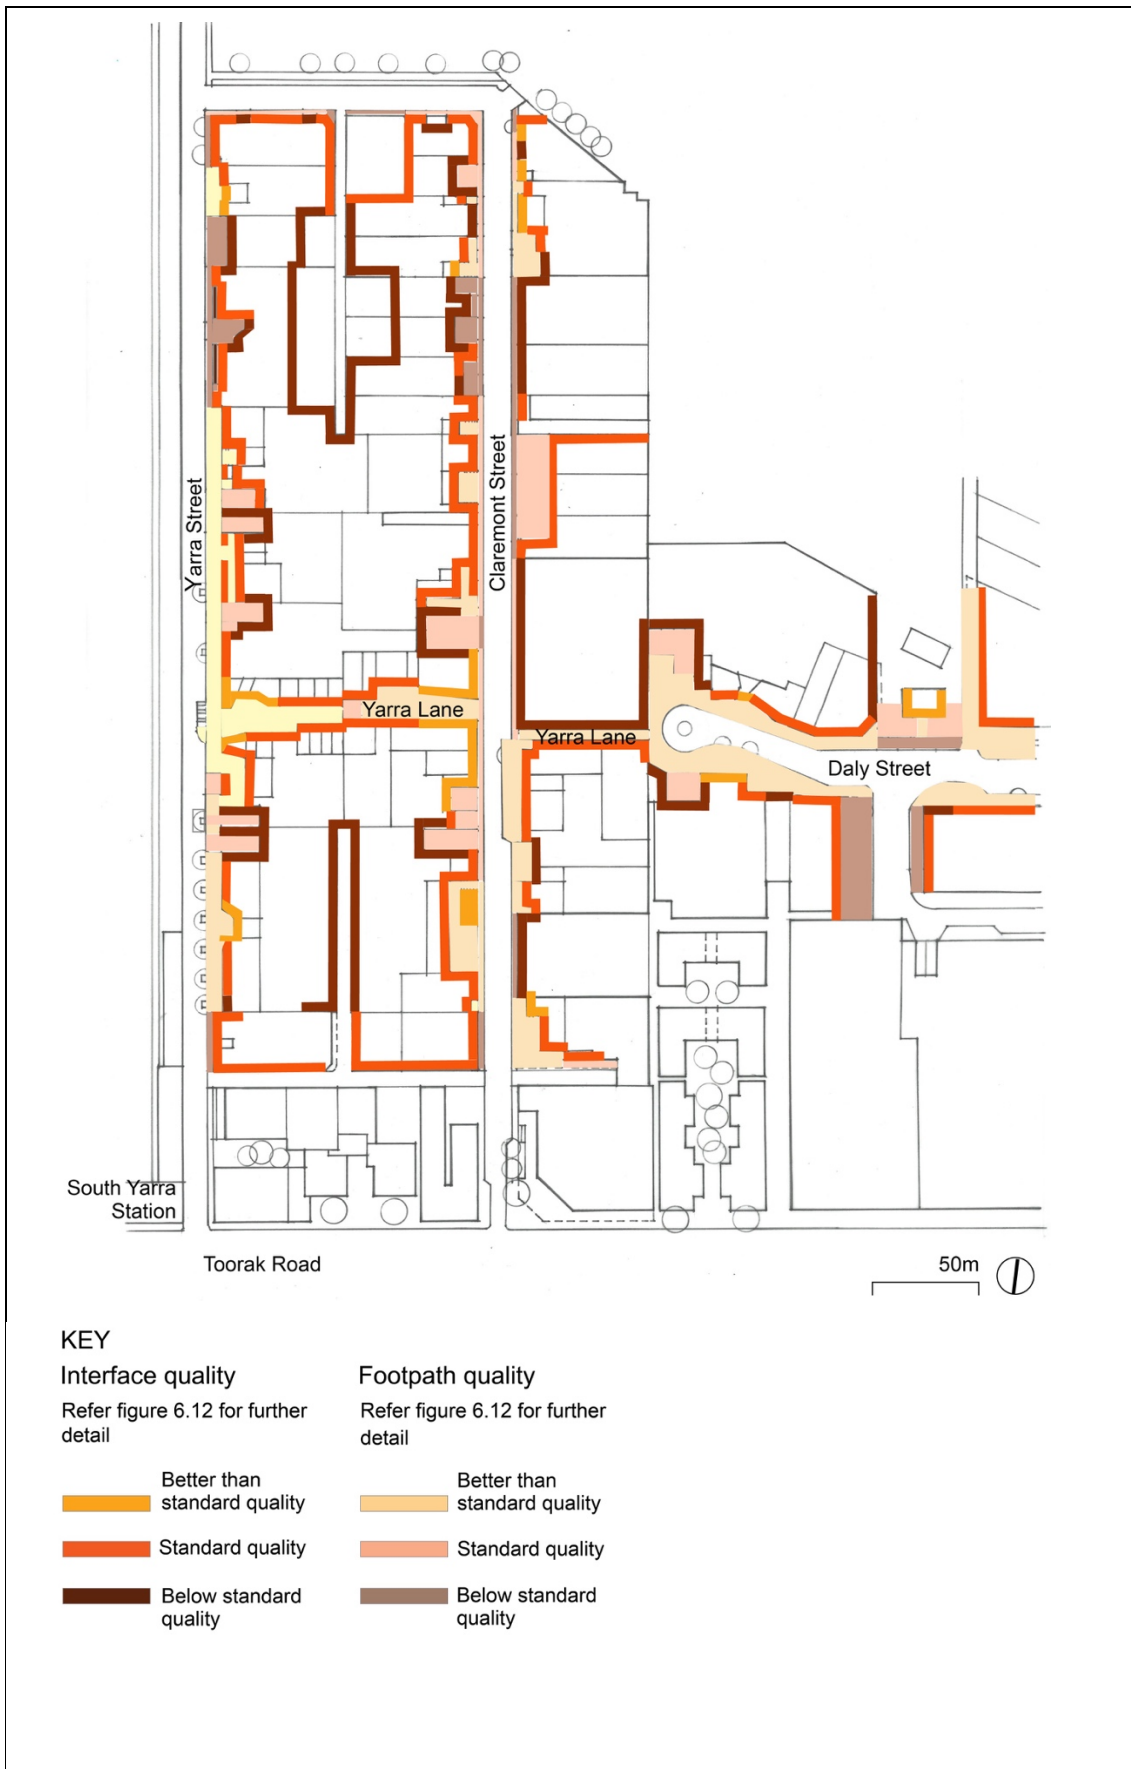 Yarra Street
Claremont Street
Yarra Lane
Yarra Lane
Daly Street
South Yarra
Station
Toorak Road
50m
KEY
Interface quality
Refer figure 6.12 for further
detail
Better than
standard quality
Standard quality
Below standard
quality
Footpath quality
Refer figure 6.12 for further
detail
Better than
standard quality
Standard quality
Below standard
quality